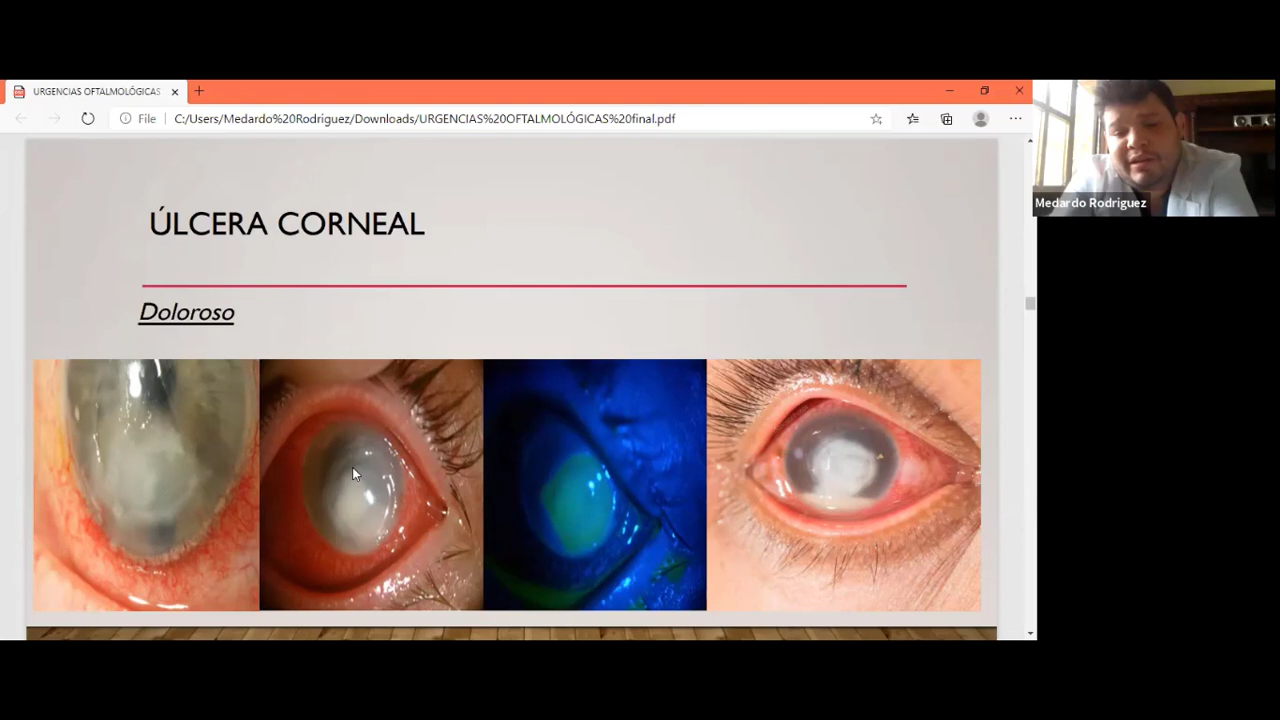 URGENCIAS OFTALMOLÓGICAS
File
C:/Users/Medardo%20Rodriguez/Downloads/URGENCIAS%20OFTALMOLÓGICAS%20final.pdf
Medardo Rodriguez
ÚLCERA CORNEAL
Doloroso